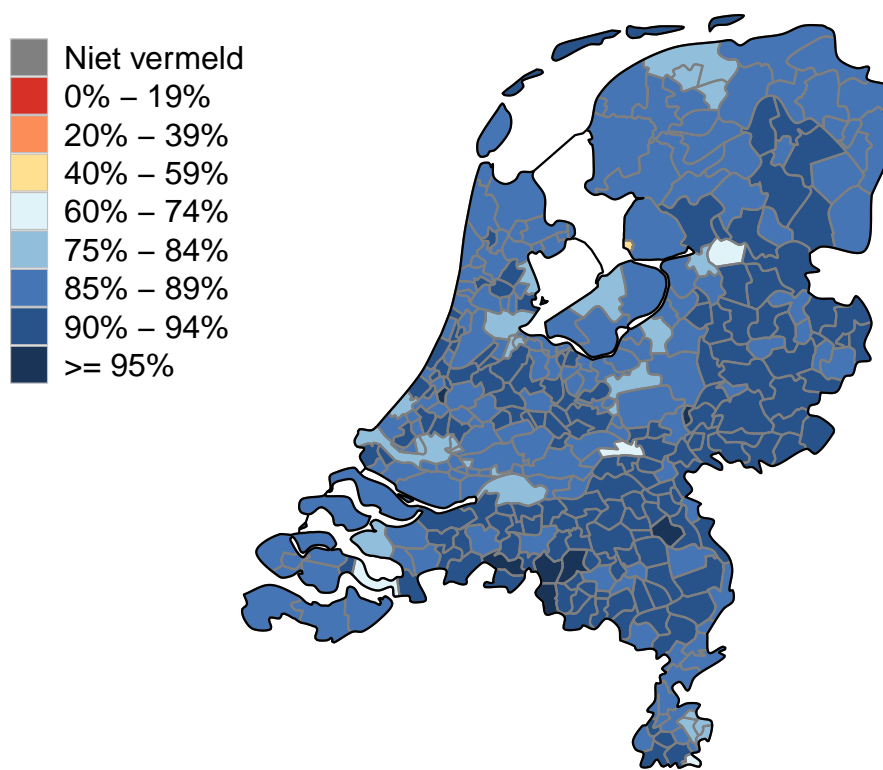 Niet vermeld
0% – 19%
20% – 39%
40% – 59%
60% – 74%
75% – 84%
85% – 89%
90% – 94%
>= 95%